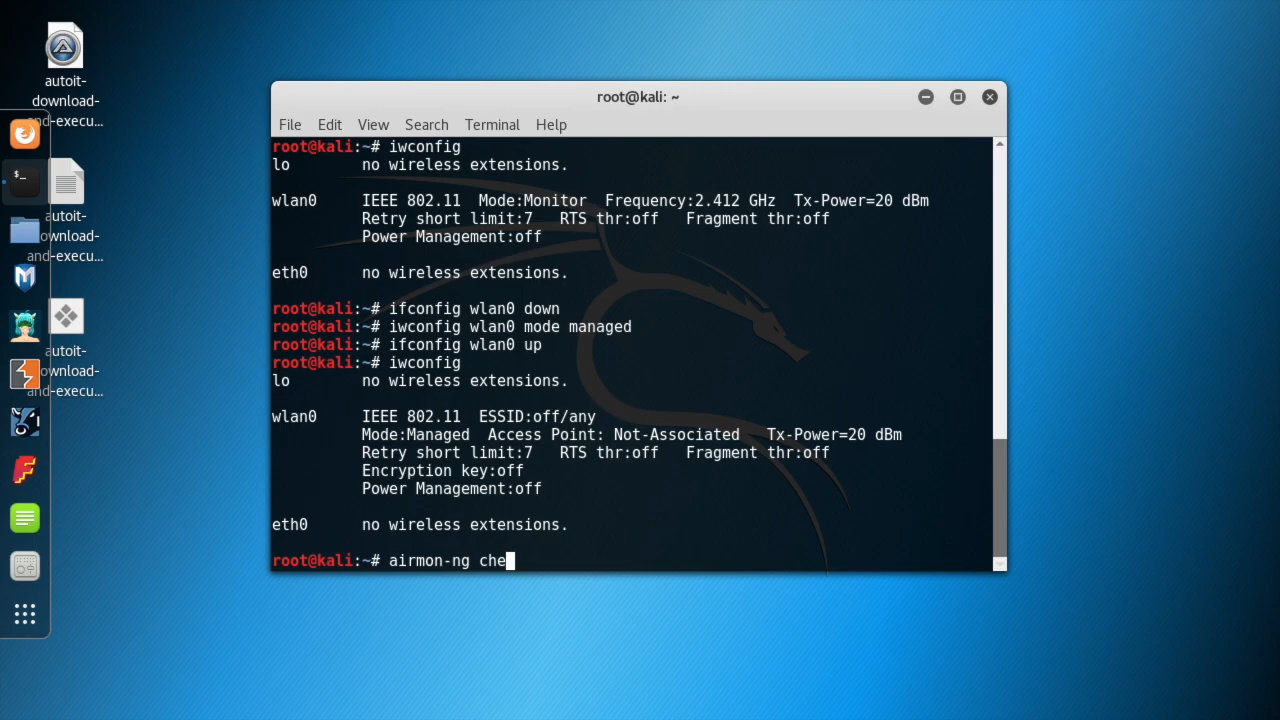 autoit-
download-
and-execu...
autoit-
download-
and-execu...
autoit-
download-
and-execu...
root@kali: ~
File Edit View Search Terminal Help
root@kali:~# iwconfig
lo        no wireless extensions.
wlan0     IEEE 802.11  Mode:Monitor  Frequency:2.412 GHz  Tx-Power=20 dBm
          Retry short limit:7   RTS thr:off   Fragment thr:off
          Power Management:off
eth0      no wireless extensions.
root@kali:~# ifconfig wlan0 down
root@kali:~# iwconfig wlan0 mode managed
root@kali:~# ifconfig wlan0 up
root@kali:~# iwconfig
lo        no wireless extensions.
wlan0     IEEE 802.11  ESSID:off/any
          Mode:Managed  Access Point: Not-Associated   Tx-Power=20 dBm
          Retry short limit:7   RTS thr:off   Fragment thr:off
          Encryption key:off
          Power Management:off
eth0      no wireless extensions.
root@kali:~# airmon-ng che